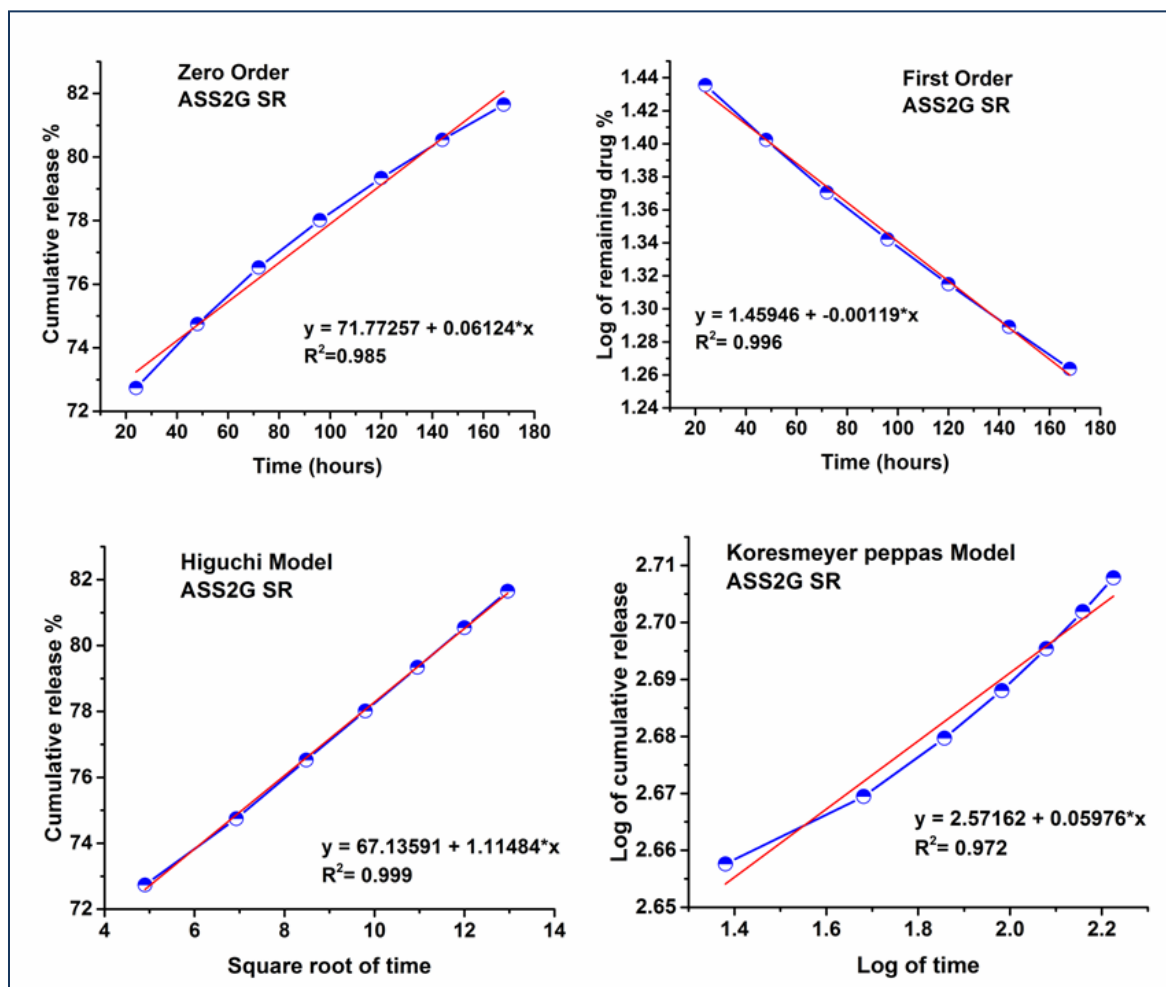 Zero Order
ASS2G SR
82
80
78
76
74
72
Cumulative release %
y = 71.77257 + 0.06124*x
R²=0.985
20 40 60 80 100 120 140 160 180
Time (hours)
First Order
ASS2G SR
1.44
1.42
1.40
1.38
1.36
1.34
1.32
1.30
1.28
1.26
1.24
Log of remaining drug %
y = 1.45946 + -0.00119*x
R²= 0.996
20 40 60 80 100 120 140 160 180
Time (hours)
Higuchi Model
ASS2G SR
82
80
78
76
74
72
Cumulative release %
y = 67.13591 + 1.11484*x
R²= 0.999
4 6 8 10 12 14
Square root of time
Koresmeyer peppas Model
ASS2G SR
2.71
2.70
2.69
2.68
2.67
2.66
2.65
Log of cumulative release
y = 2.57162 + 0.05976*x
R²= 0.972
1.4 1.6 1.8 2.0 2.2
Log of time